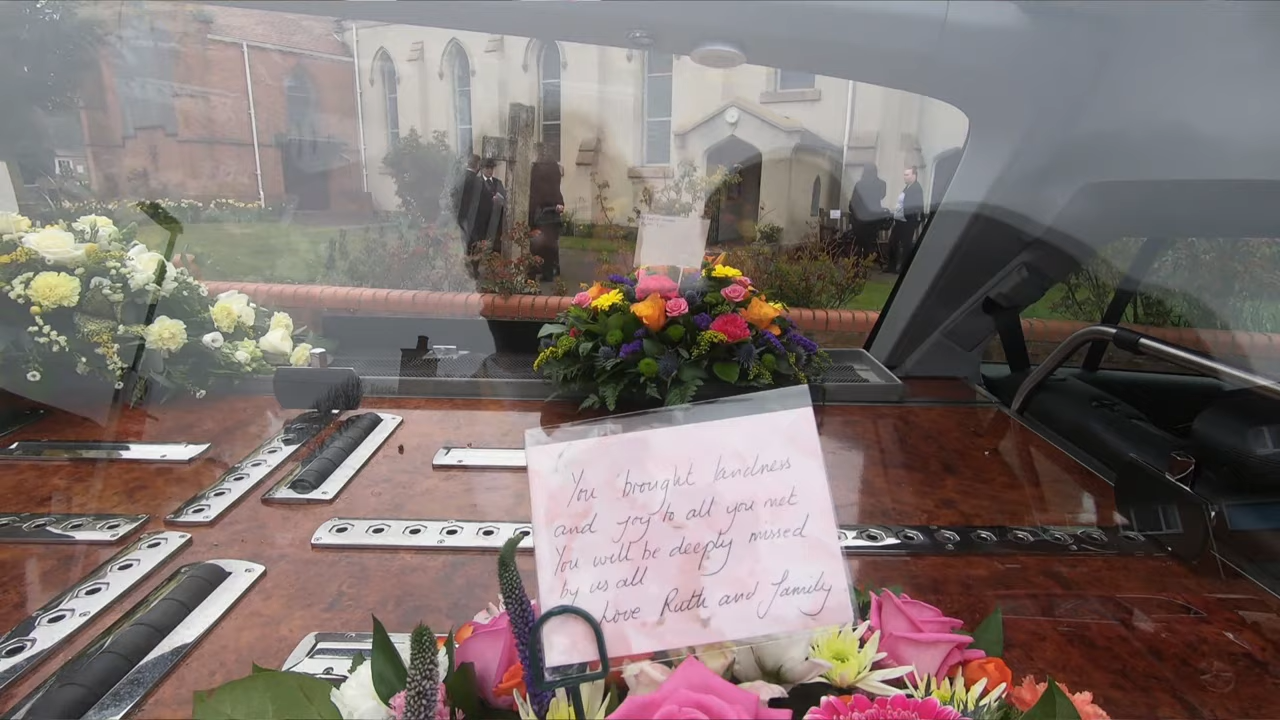 You brought kindness
and joy to all you met
You will be deeply missed
by us all
Love Ruth and family